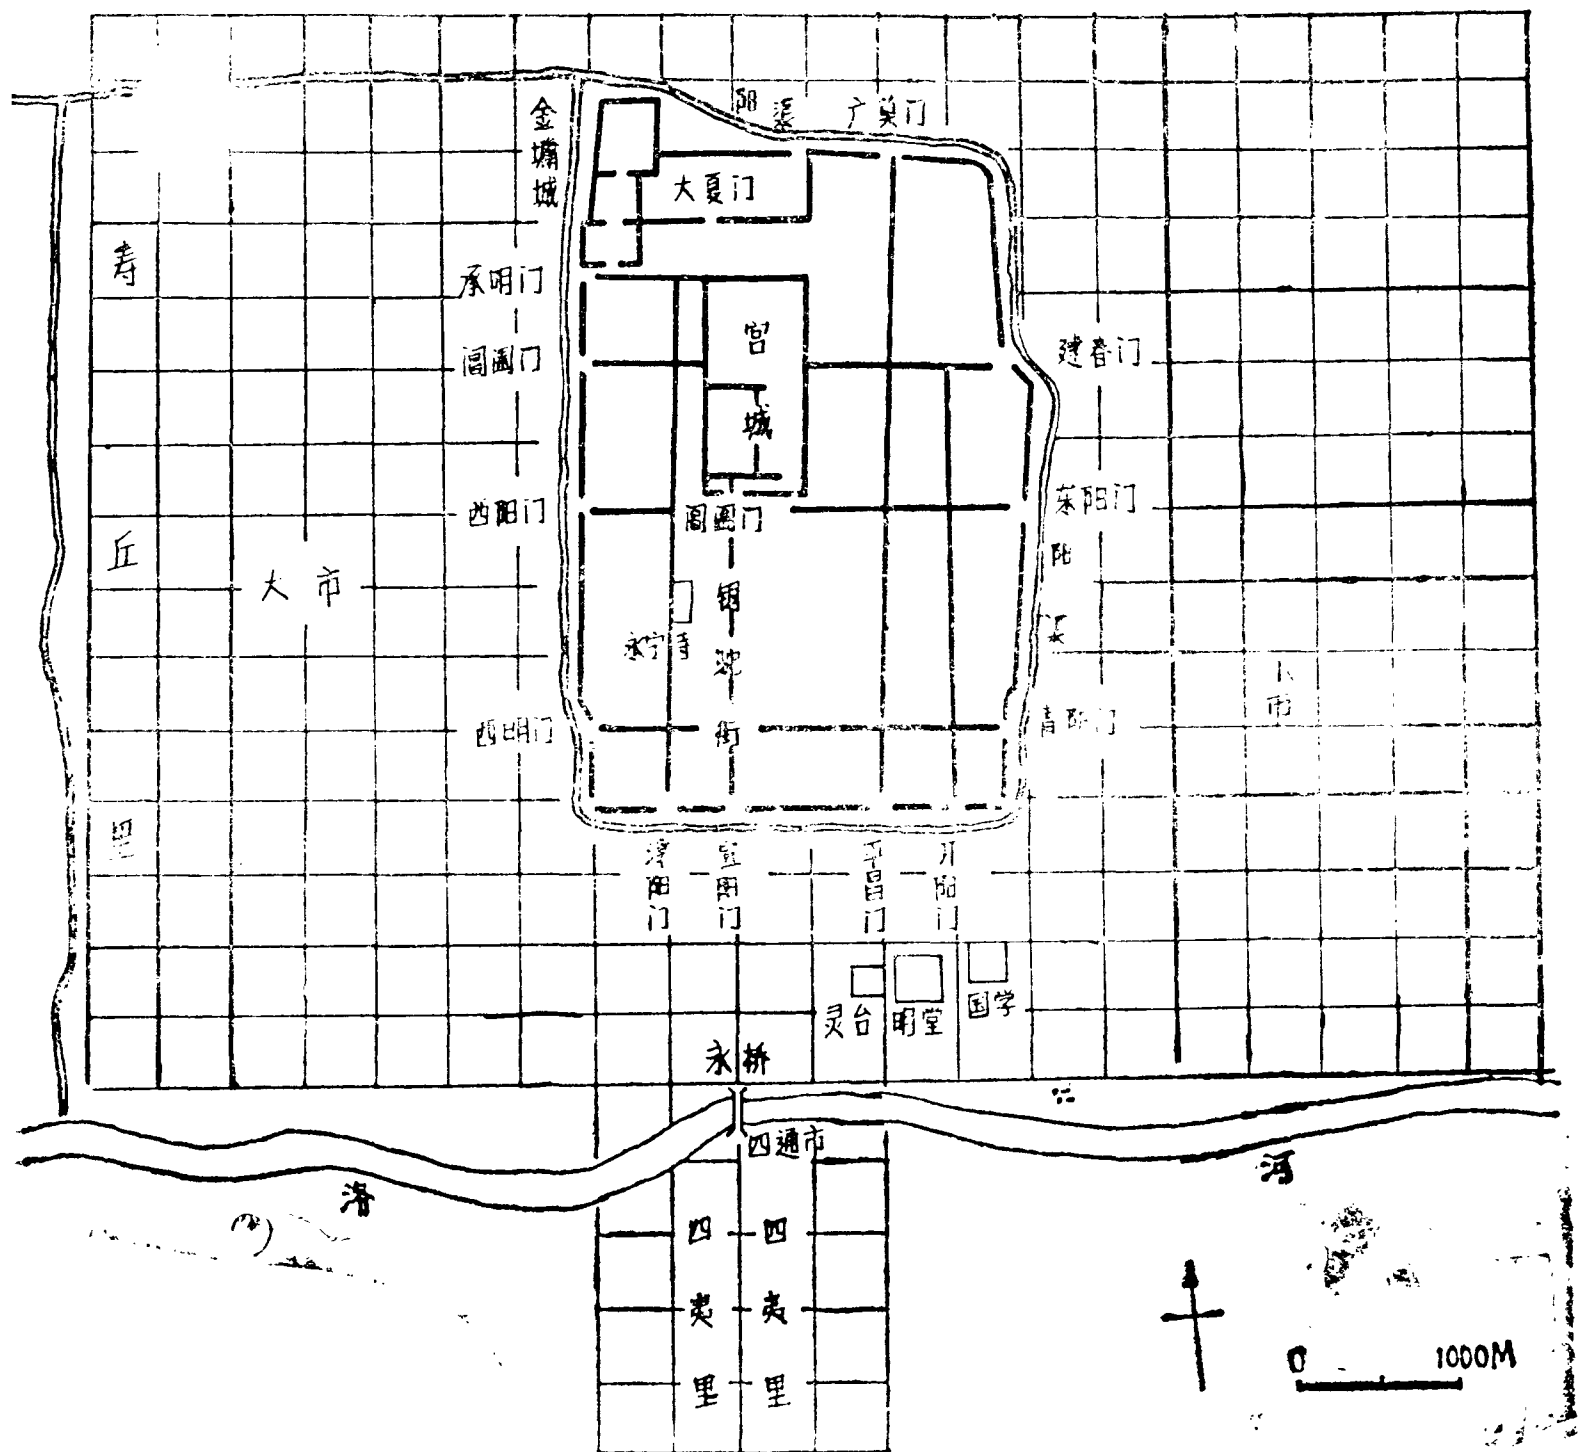 金墉城
阳渠
广莫门
大夏门
寿丘里
承明门
阊阖门
宫城
建春门
西阳门
阊阖门
东阳门
阳渠
大市
永宁寺
铜驼街
西明门
青阳门
小市
津阳门
宣阳门
平昌门
开阳门
灵台
明堂
国学
永桥
四通市
洛河
四夷里
四夷里
0 1000M